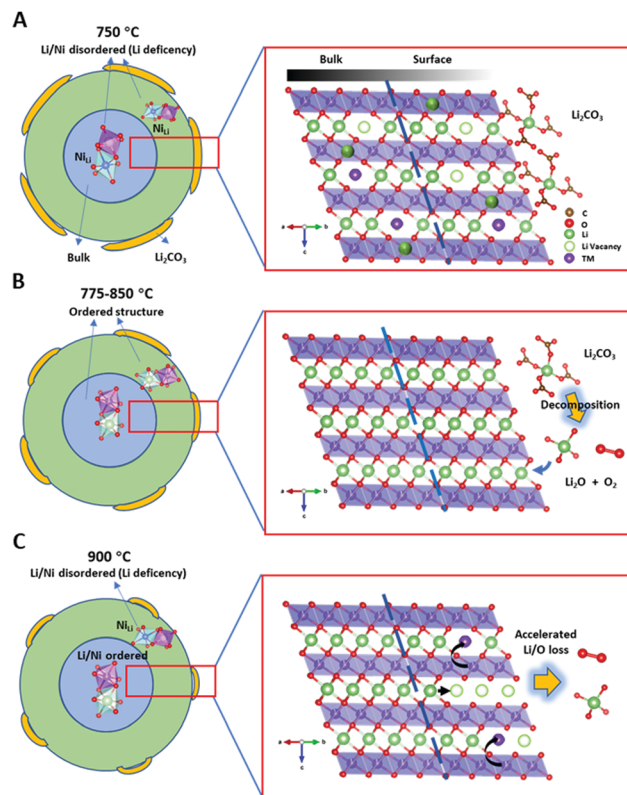 A
750 °C
Li/Ni disordered (Li deficency)
Ni_Li
Ni_Li
Bulk
Li₂CO₃
Bulk
Surface
Li₂CO₃
C
O
Li
Li Vacancy
TM
a
b
c
B
775-850 °C
Ordered structure
Li₂CO₃
Decomposition
Li₂O + O₂
a
b
c
C
900 °C
Li/Ni disordered (Li deficency)
Ni_Li
Li/Ni ordered
Accelerated
Li/O loss
a
b
c